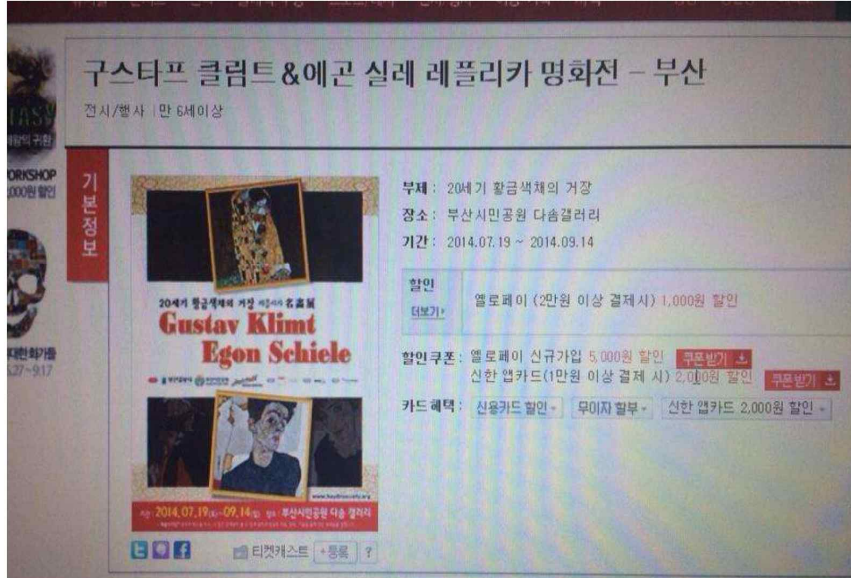 구스타프 클림트&에곤 실레 레플리카 명화전 - 부산
전시/행사 | 만 6세이상
WORKSHOP
기본정보
부제 : 20세기 황금색채의 거장
장소 : 부산시민공원 다솜갤러리
기간 : 2014.07.19 ~ 2014.09.14
할인
더보기
옐로페이 (2만원 이상 결제시) 1,000원 할인
할인쿠폰 : 옐로페이 신규가입 5,000원 할인 쿠폰받기
신한 앱카드(1만원 이상 결제 시) 2,000원 할인 쿠폰받기
카드혜택 : 신용카드 할인 무이자 할부 신한 앱카드 2,000원 할인
20세기 황금색채의 거장 名畵展
Gustav Klimt
Egon Schiele
2014.07.19(토)~09.14(일) 장소 : 부산시민공원 다솜 갤러리
티켓캐스트 +등록 ?